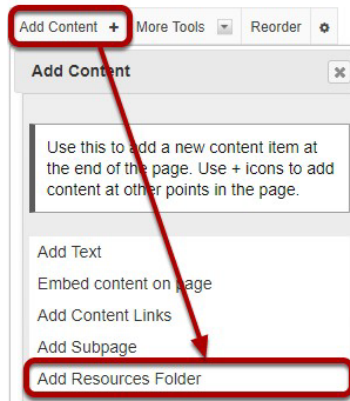 Add Content + More Tools Reorder
Add Content
Use this to add a new content item at
the end of the page. Use + icons to add
content at other points in the page.
Add Text
Embed content on page
Add Content Links
Add Subpage
Add Resources Folder